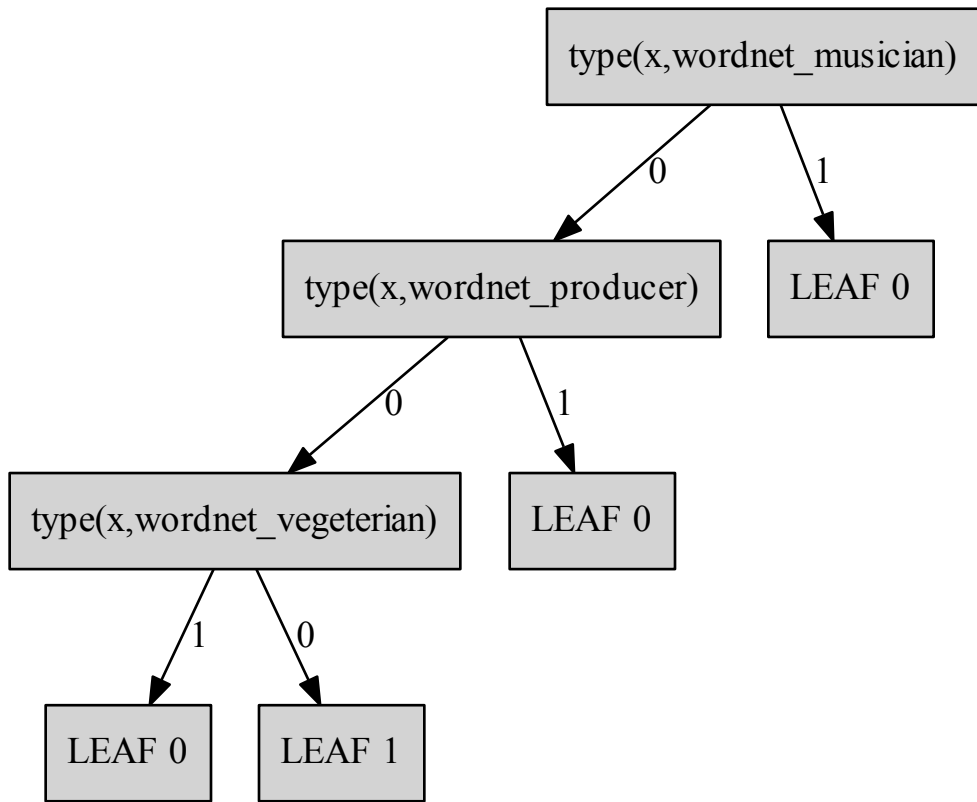 type(x,wordnet_musician)
0
1
type(x,wordnet_producer)
LEAF 0
0
1
type(x,wordnet_vegeterian)
LEAF 0
1
0
LEAF 0
LEAF 1